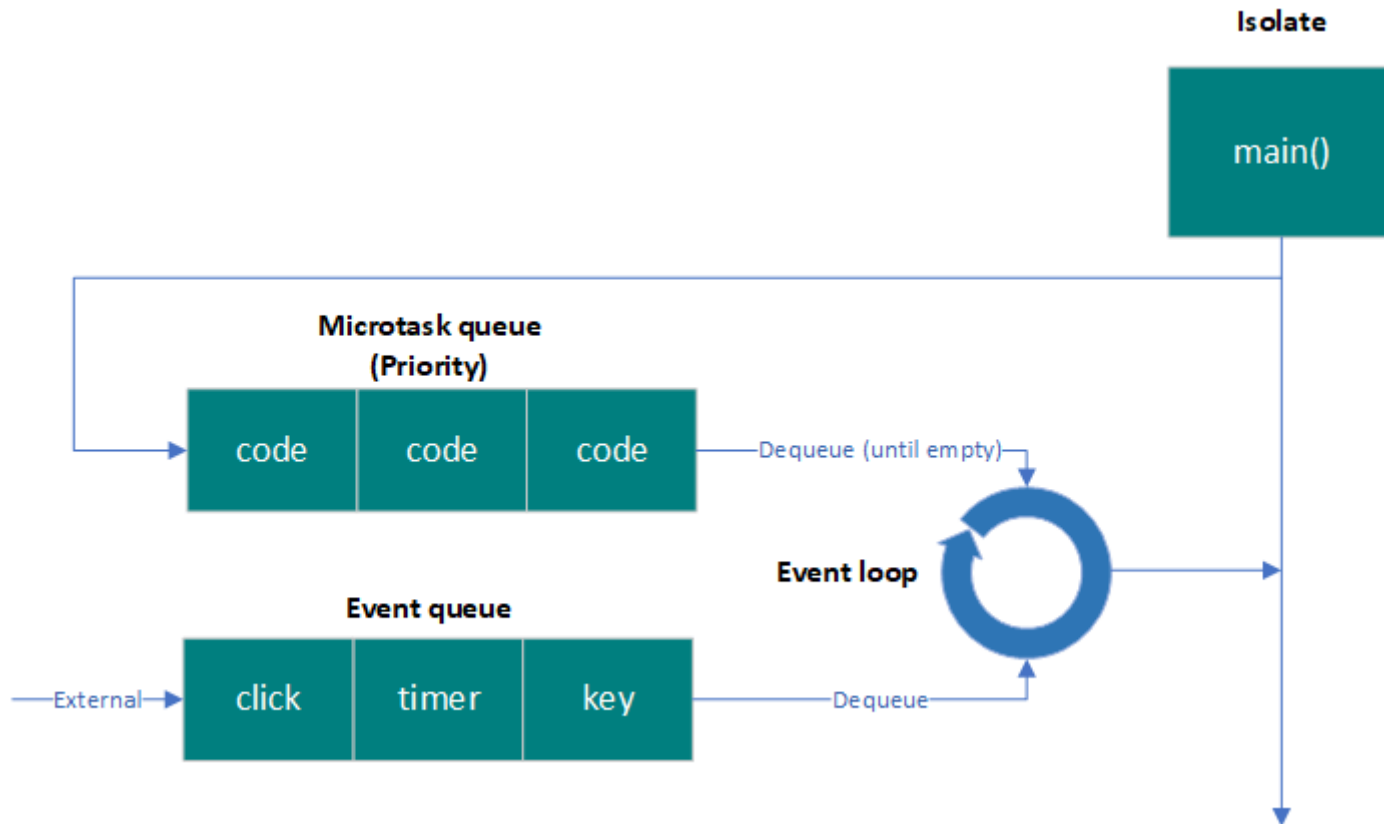 Isolate
main()
Microtask queue
(Priority)
code
code
code
Dequeue (until empty)
Event loop
Event queue
External
click
timer
key
Dequeue